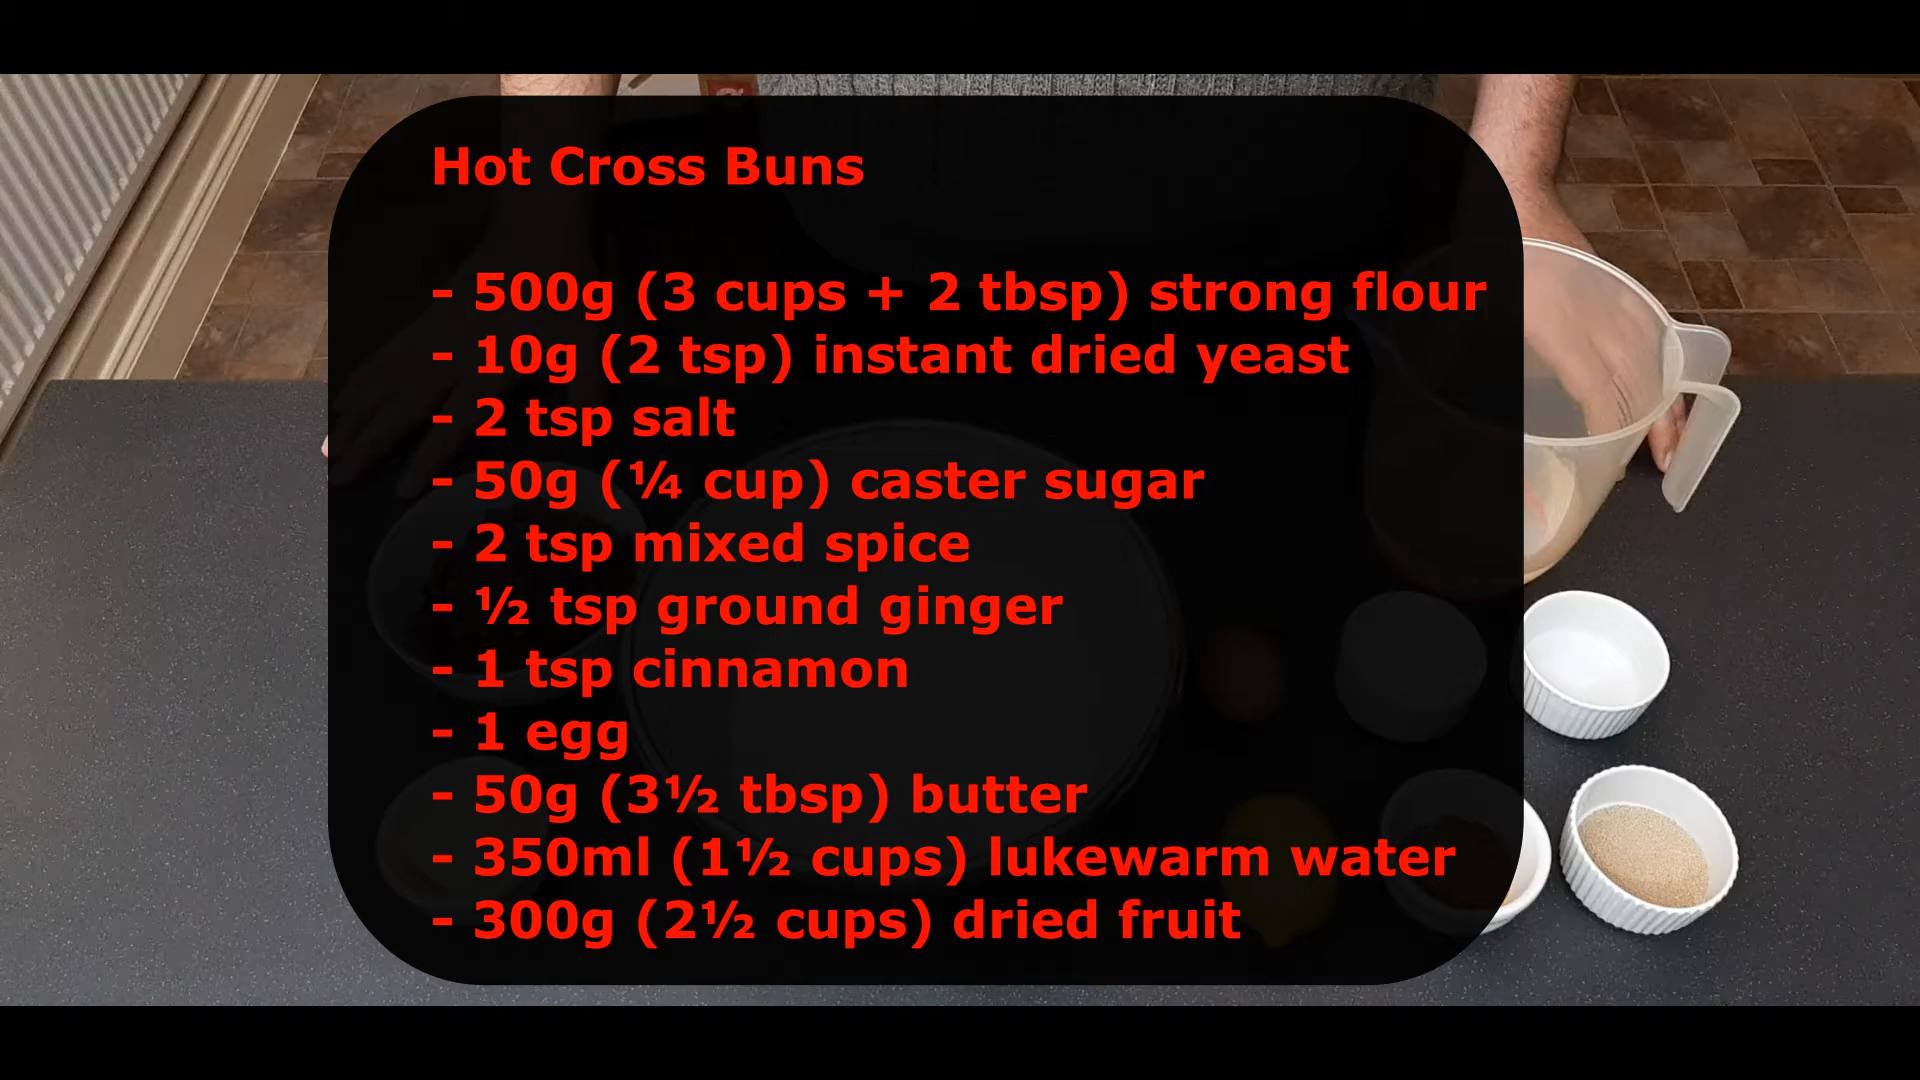 Hot Cross Buns
- 500g (3 cups + 2 tbsp) strong flour
- 10g (2 tsp) instant dried yeast
- 2 tsp salt
- 50g (¼ cup) caster sugar
- 2 tsp mixed spice
- ½ tsp ground ginger
- 1 tsp cinnamon
- 1 egg
- 50g (3½ tbsp) butter
- 350ml (1½ cups) lukewarm water
- 300g (2½ cups) dried fruit